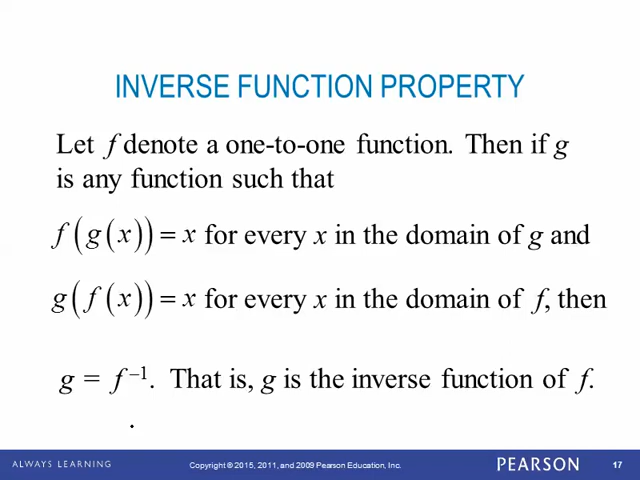 INVERSE FUNCTION PROPERTY
Let f denote a one-to-one function. Then if g
is any function such that
f(g(x)) = x for every x in the domain of g and
g(f(x)) = x for every x in the domain of f, then
g = f⁻¹. That is, g is the inverse function of f.
.
ALWAYS LEARNING Copyright © 2015, 2011, and 2009 Pearson Education, Inc. PEARSON 17